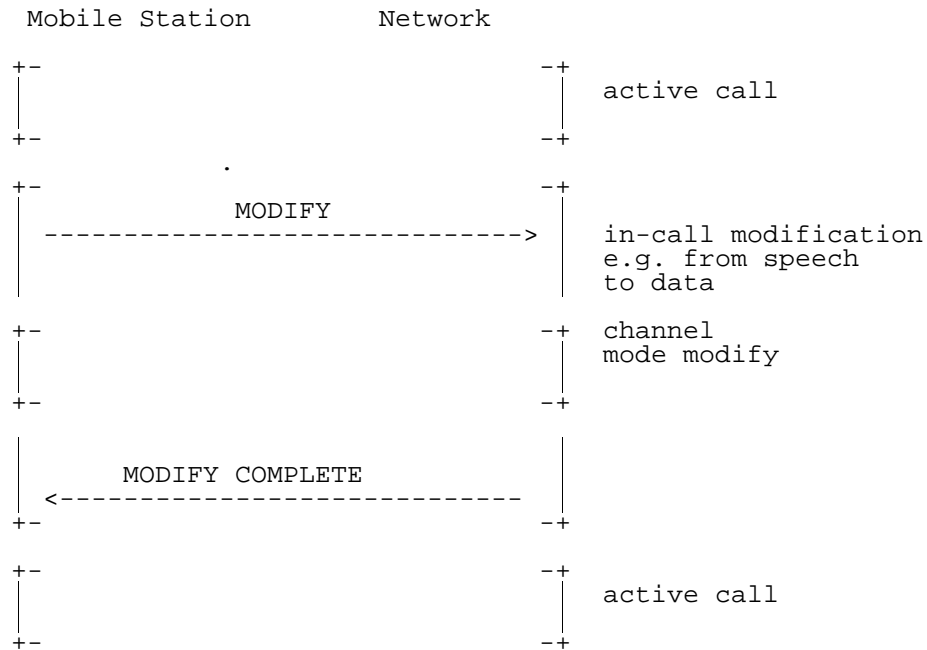 Mobile Station Network
+- -+
active call
+- -+
.
+- -+
MODIFY
------------------------------> in-call modification
e.g. from speech
to data
+- -+ channel
mode modify
+- -+
MODIFY COMPLETE
<-----------------------------
+- -+
+- -+
active call
+- -+